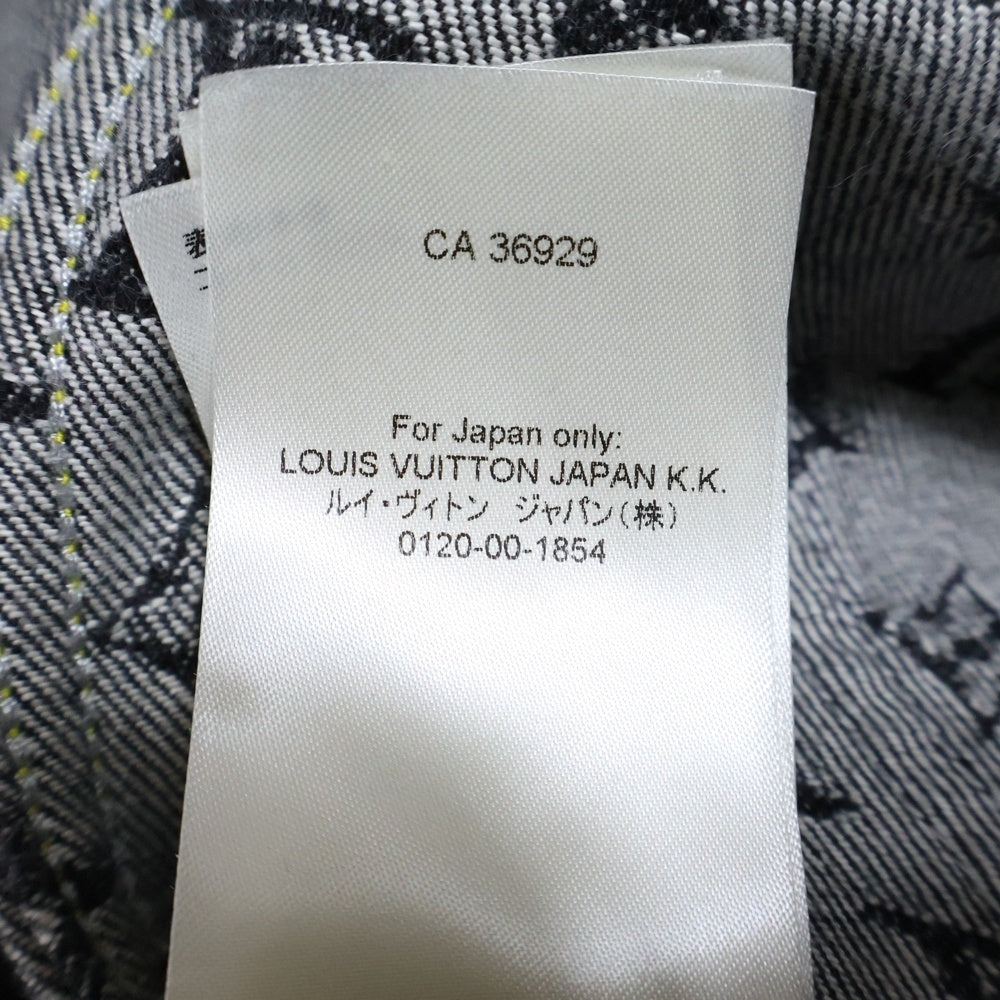 CA 36929
For Japan only:
LOUIS VUITTON JAPAN K.K.
ルイ・ヴィトン ジャパン(株)
0120-00-1854